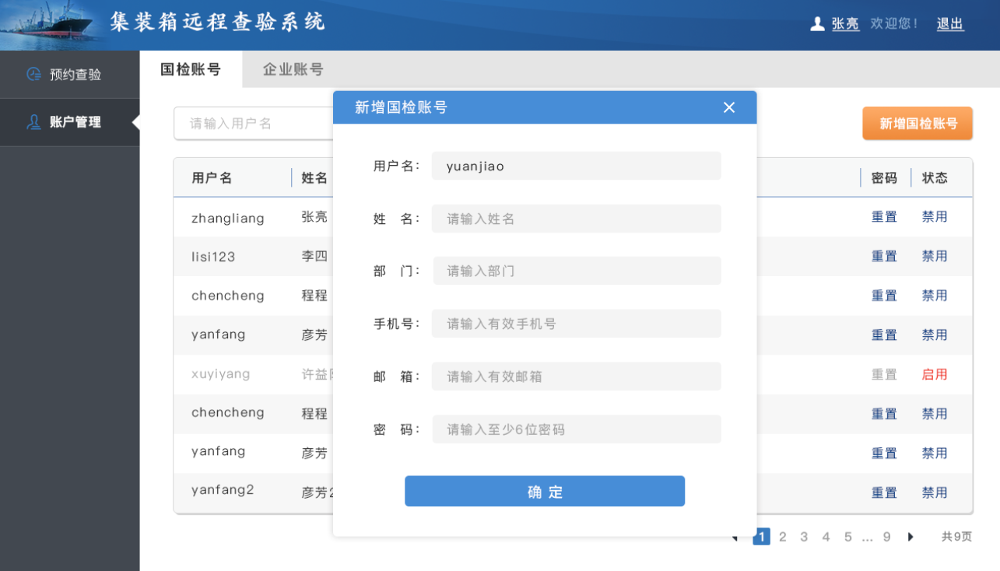 集装箱远程查验系统
张亮 欢迎您! 退出
预约查验
账户管理
国检账号 企业账号
请输入用户名
新增国检账号
用户名 姓名 密码 状态
zhangliang 张亮 重置 禁用
lisi123 李四 重置 禁用
chencheng 程程 重置 禁用
yanfang 彦芳 重置 禁用
xuyiyang 许益 重置 启用
chencheng 程程 重置 禁用
yanfang 彦芳 重置 禁用
yanfang2 彦芳2 重置 禁用
1 2 3 4 5 ... 9 共9页
新增国检账号
用户名: yuanjiao
姓 名: 请输入姓名
部 门: 请输入部门
手机号: 请输入有效手机号
邮 箱: 请输入有效邮箱
密 码: 请输入至少6位密码
确 定